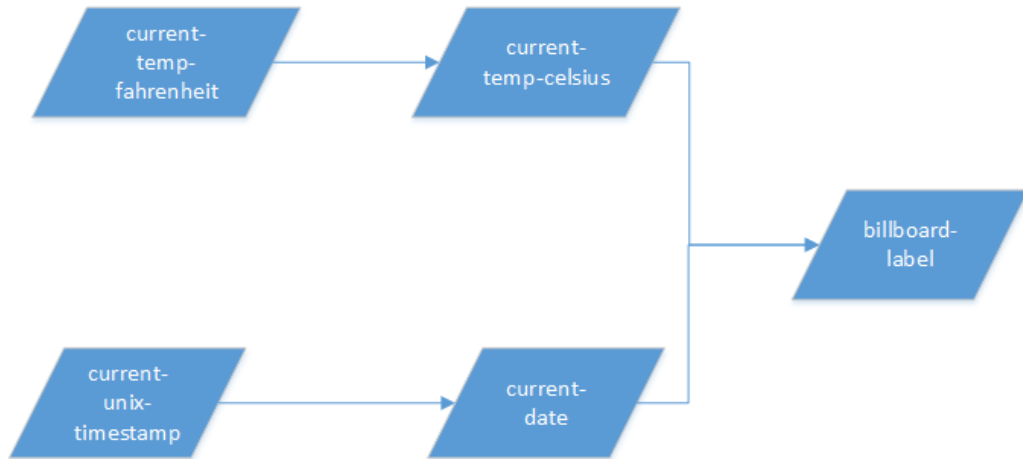 current-
temp-
fahrenheit
current-
temp-celsius
billboard-
label
current-
unix-
timestamp
current-
date